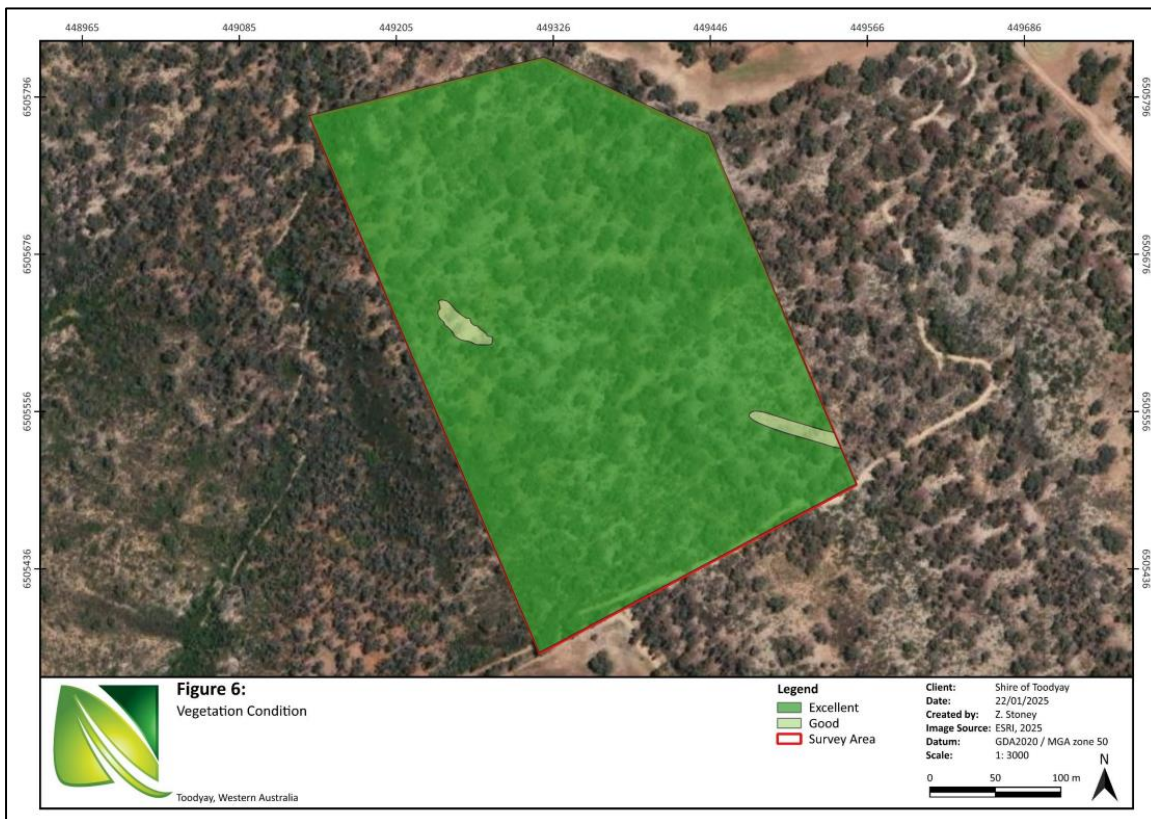 448965 449085 449205 449326 449446 449566 449686
6505796 6505796
6505676 6505676
6505556 6505556
6505436 6505436
Figure 6:
Vegetation Condition
Toodyay, Western Australia
Legend
Excellent
Good
Survey Area
Client: Shire of Toodyay
Date: 22/01/2025
Created by: Z. Stoney
Image Source: ESRI, 2025
Datum: GDA2020 / MGA zone 50
Scale: 1: 3000
N
0 50 100 m